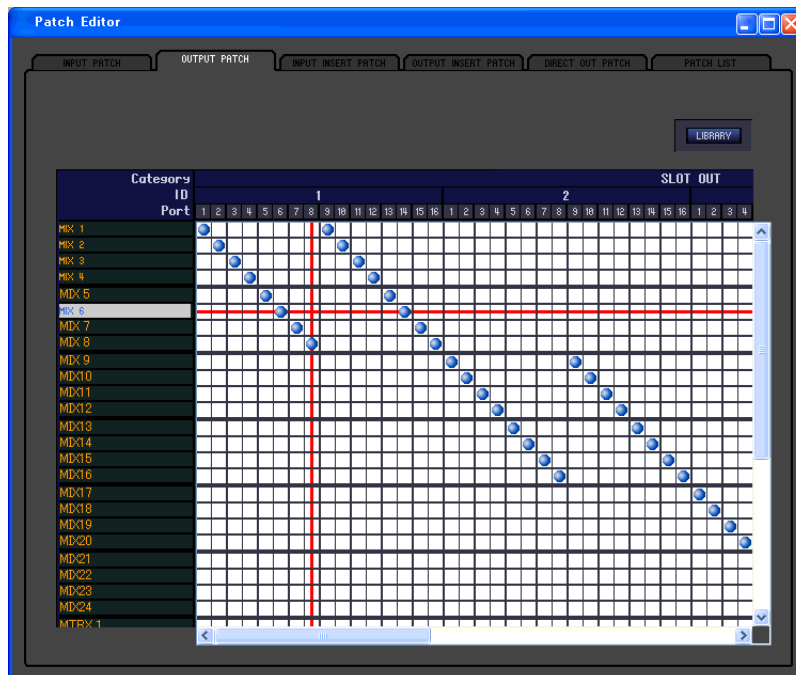 Patch Editor
INPUT PATCH OUTPUT PATCH INPUT INSERT PATCH OUTPUT INSERT PATCH DIRECT OUT PATCH PATCH LIST
LIBRARY
Category SLOT OUT
ID 1 2
Port 1 2 3 4 5 6 7 8 9 10 11 12 13 14 15 16 1 2 3 4 5 6 7 8 9 10 11 12 13 14 15 16 1 2 3 4
MIX 1
MIX 2
MIX 3
MIX 4
MIX 5
MIX 6
MIX 7
MIX 8
MIX 9
MIX10
MIX11
MIX12
MIX13
MIX14
MIX15
MIX16
MIX17
MIX18
MIX19
MIX20
MIX21
MIX22
MIX23
MIX24
MTRX 1